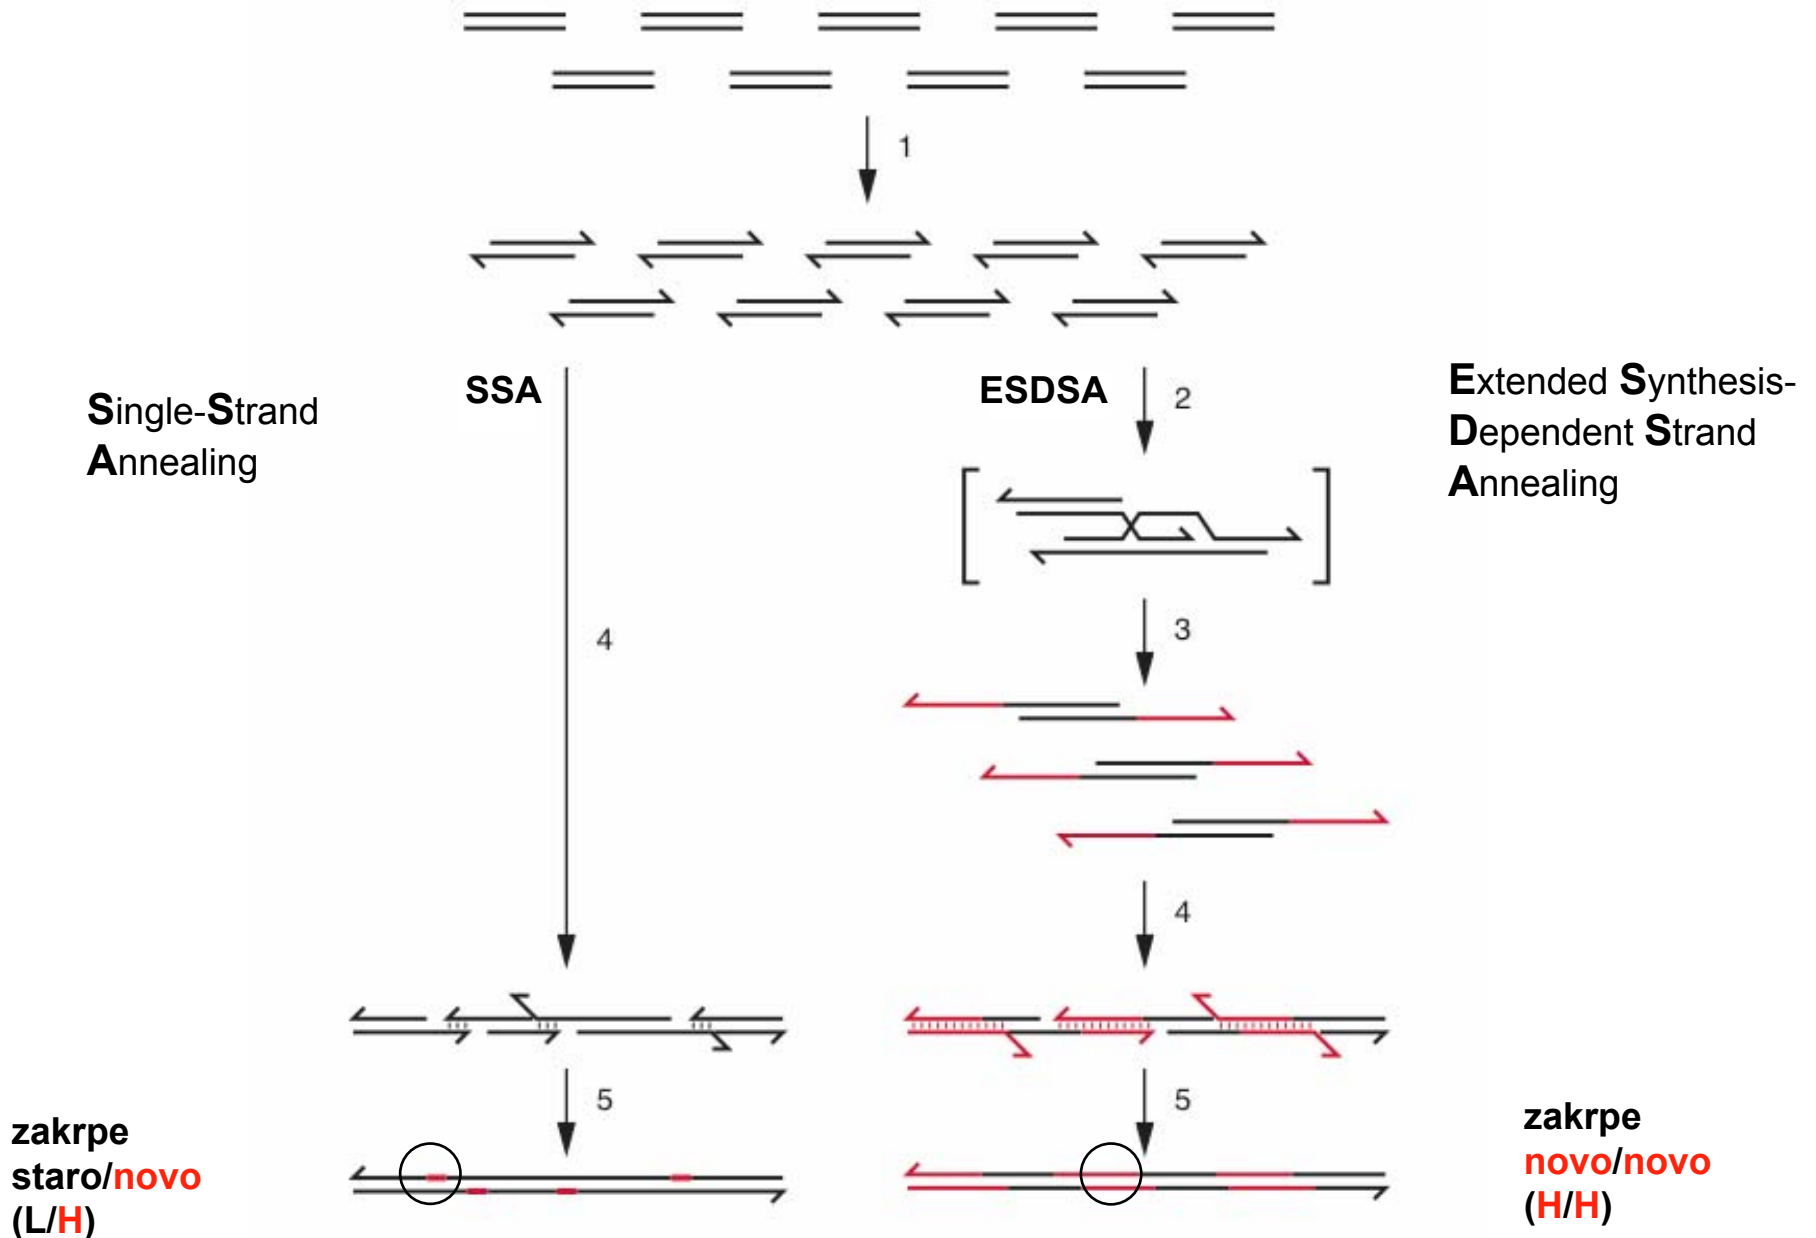 1
SSA
ESDSA
2
Single-Strand
Annealing
Extended Synthesis-
Dependent Strand
Annealing
4
3
4
5
5
zakrpe
staro/novo
(L/H)
zakrpe
novo/novo
(H/H)